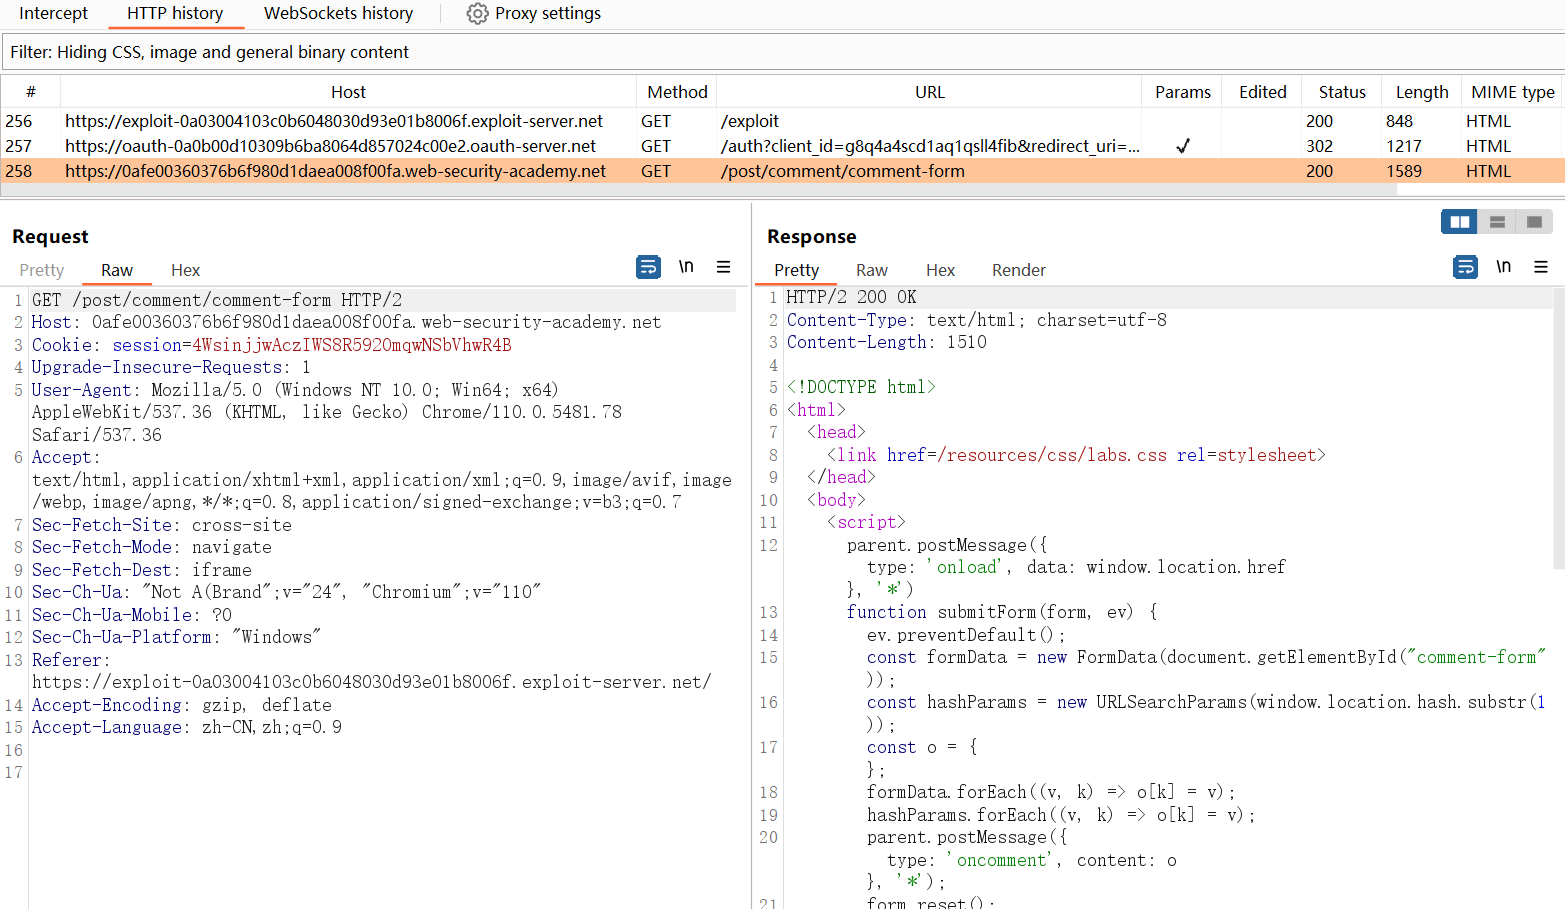 Intercept HTTP history WebSockets history Proxy settings
Filter: Hiding CSS, image and general binary content
# Host Method URL Params Edited Status Length MIME type
256 https://exploit-0a03004103c0b6048030d93e01b8006f.exploit-server.net GET /exploit 200 848 HTML
257 https://oauth-0a0b00d10309b6ba8064d857024c00e2.oauth-server.net GET /auth?client_id=g8q4a4scd1aq1qsll4fib&redirect_uri=... ✓ 302 1217 HTML
258 https://0afe00360376b6f980d1daea008f00fa.web-security-academy.net GET /post/comment/comment-form 200 1589 HTML
Request
Pretty Raw Hex \n
1 GET /post/comment/comment-form HTTP/2
2 Host: 0afe00360376b6f980d1daea008f00fa.web-security-academy.net
3 Cookie: session=4WsinjjwAczIWS8R592OmqwNSbVhwR4B
4 Upgrade-Insecure-Requests: 1
5 User-Agent: Mozilla/5.0 (Windows NT 10.0; Win64; x64)
AppleWebKit/537.36 (KHTML, like Gecko) Chrome/110.0.5481.78
Safari/537.36
6 Accept:
text/html,application/xhtml+xml,application/xml;q=0.9,image/avif,image
/webp,image/apng,*/*;q=0.8,application/signed-exchange;v=b3;q=0.7
7 Sec-Fetch-Site: cross-site
8 Sec-Fetch-Mode: navigate
9 Sec-Fetch-Dest: iframe
10 Sec-Ch-Ua: "Not A(Brand";v="24", "Chromium";v="110"
11 Sec-Ch-Ua-Mobile: ?0
12 Sec-Ch-Ua-Platform: "Windows"
13 Referer:
https://exploit-0a03004103c0b6048030d93e01b8006f.exploit-server.net/
14 Accept-Encoding: gzip, deflate
15 Accept-Language: zh-CN,zh;q=0.9
16
17
Response
Pretty Raw Hex Render \n
1 HTTP/2 200 OK
2 Content-Type: text/html; charset=utf-8
3 Content-Length: 1510
4
5 <!DOCTYPE html>
6 <html>
7 <head>
8 <link href=/resources/css/labs.css rel=stylesheet>
9 </head>
10 <body>
11 <script>
12 parent.postMessage({
type: 'onload', data: window.location.href
}, '*')
13 function submitForm(form, ev) {
14 ev.preventDefault();
15 const formData = new FormData(document.getElementById("comment-form"
));
16 const hashParams = new URLSearchParams(window.location.hash.substr(1
));
17 const o = {
};
18 formData.forEach((v, k) => o[k] = v);
19 hashParams.forEach((v, k) => o[k] = v);
20 parent.postMessage({
type: 'oncomment', content: o
}, '*');
21 form.reset();